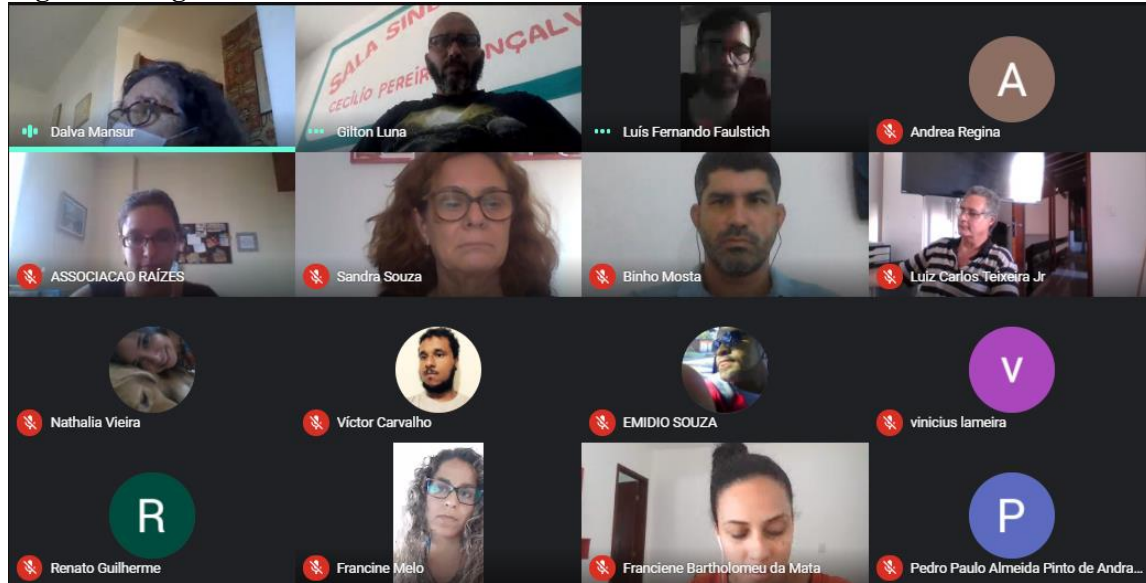 SALA SIN
NÇAL
CECÍLIO PEREIR
Dalva Mansur
Gilton Luna
Luís Fernando Faulstich
A
Andrea Regina
ASSOCIACAO RAÍZES
Sandra Souza
Binho Mosta
Luiz Carlos Teixeira Jr
Nathalia Vieira
Víctor Carvalho
EMIDIO SOUZA
V
vinicius lameira
R
Renato Guilherme
Francine Melo
Franciene Bartholomeu da Mata
P
Pedro Paulo Almeida Pinto de Andra...